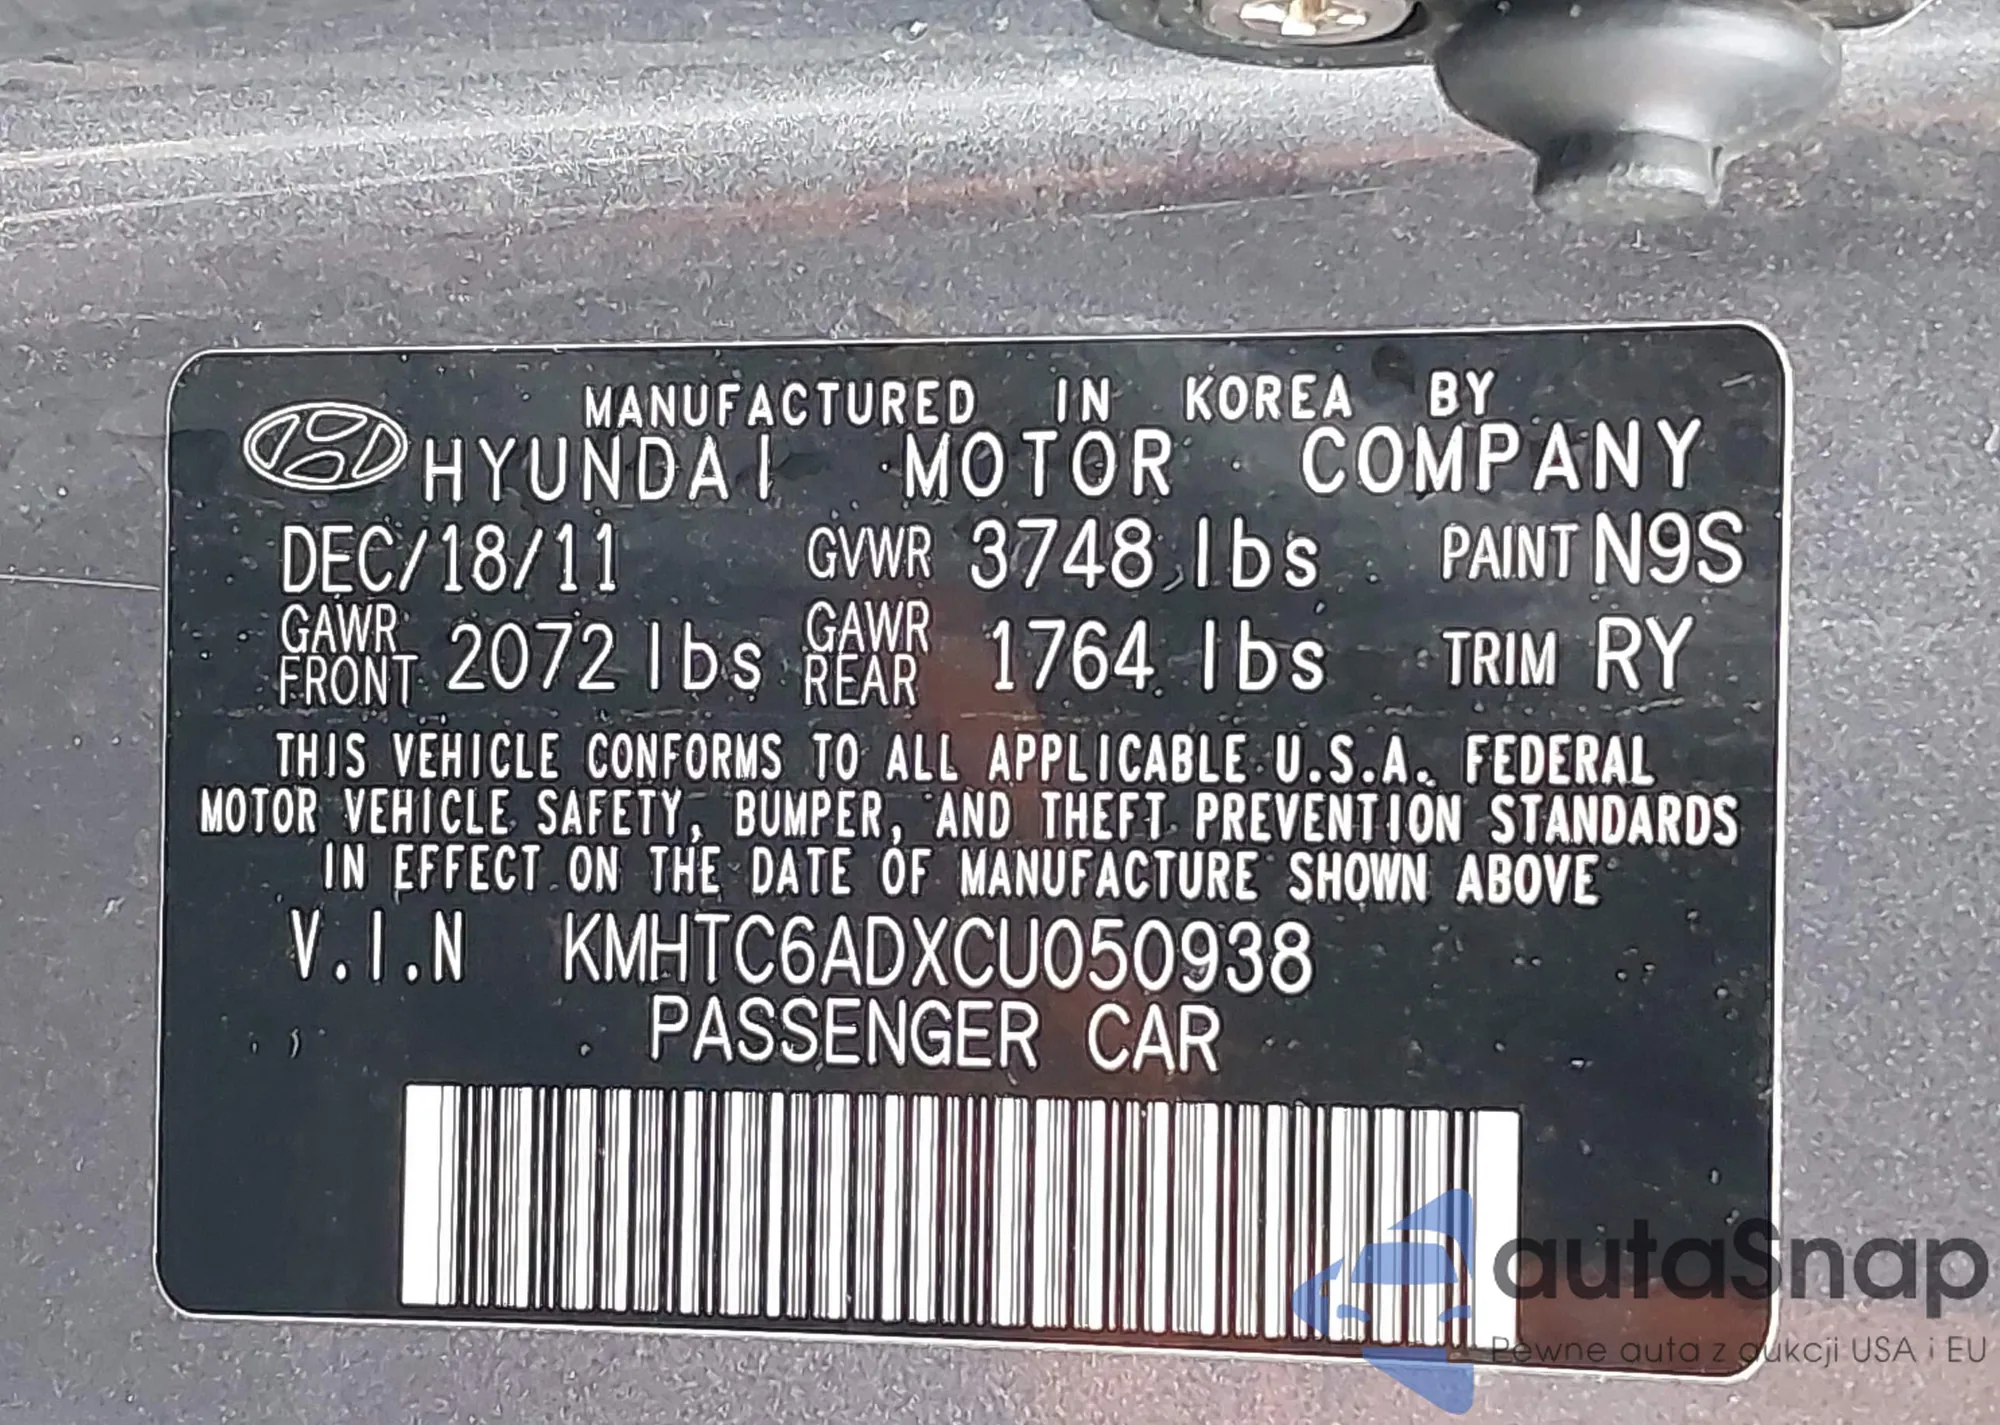 MANUFACTURED IN KOREA BY
HYUNDAI MOTOR COMPANY
DEC/18/11 GVWR 3748 lbs PAINT N9S
GAWR FRONT 2072 lbs GAWR REAR 1764 lbs TRIM RY
THIS VEHICLE CONFORMS TO ALL APPLICABLE U.S.A. FEDERAL
MOTOR VEHICLE SAFETY, BUMPER, AND THEFT PREVENTION STANDARDS
IN EFFECT ON THE DATE OF MANUFACTURE SHOWN ABOVE
V.I.N KMHTC6ADXCU050938
PASSENGER CAR
autaSnap
Pewne auta z aukcji USA i EU